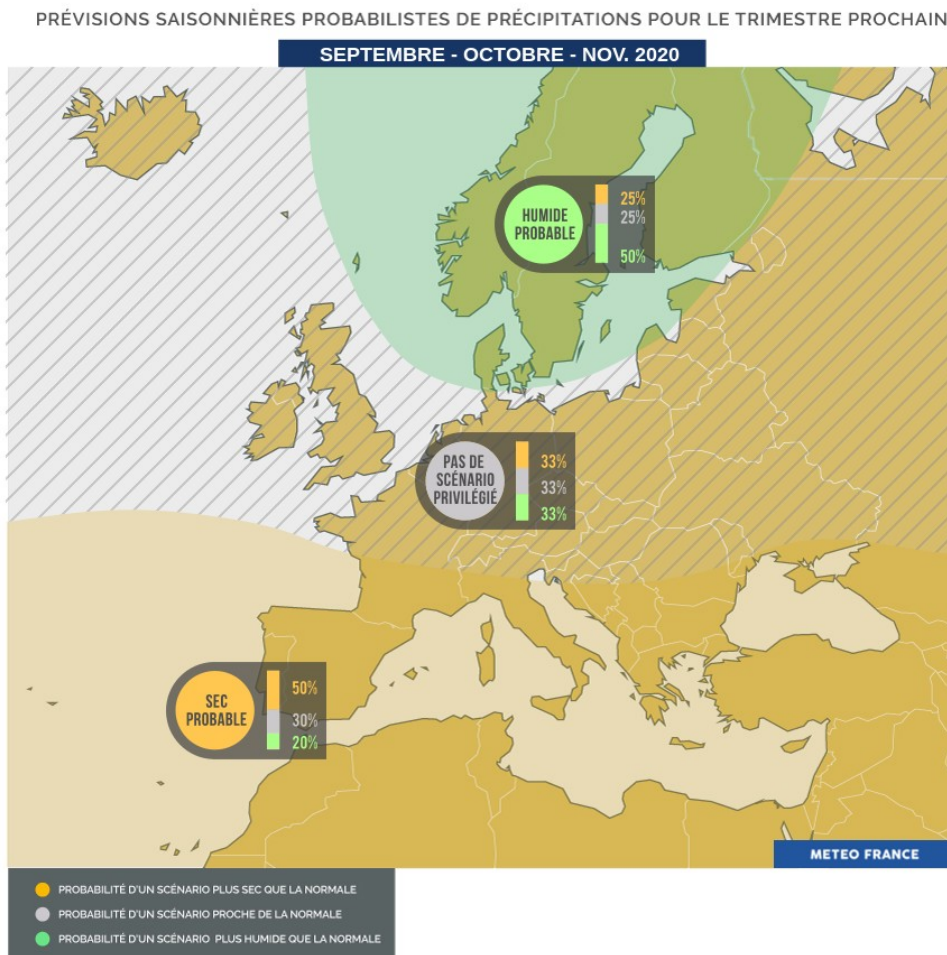 PRÉVISIONS SAISONNIÈRES PROBABILISTES DE PRÉCIPITATIONS POUR LE TRIMESTRE PROCHAIN
SEPTEMBRE - OCTOBRE - NOV. 2020
HUMIDE
PROBABLE
25%
25%
50%
PAS DE
SCÉNARIO
PRIVILÉGIÉ
33%
33%
33%
SEC
PROBABLE
50%
30%
20%
METEO FRANCE
PROBABILITÉ D'UN SCÉNARIO PLUS SEC QUE LA NORMALE
PROBABILITÉ D'UN SCÉNARIO PROCHE DE LA NORMALE
PROBABILITÉ D'UN SCÉNARIO PLUS HUMIDE QUE LA NORMALE